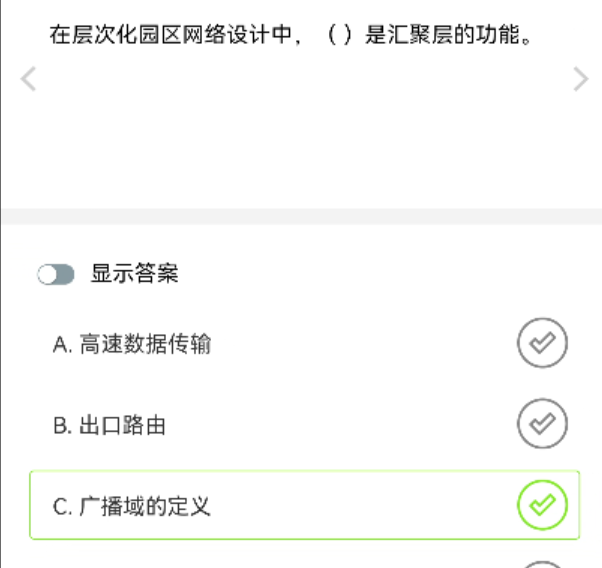 在层次化园区网络设计中，（ ）是汇聚层的功能。
显示答案
A. 高速数据传输
B. 出口路由
C. 广播域的定义